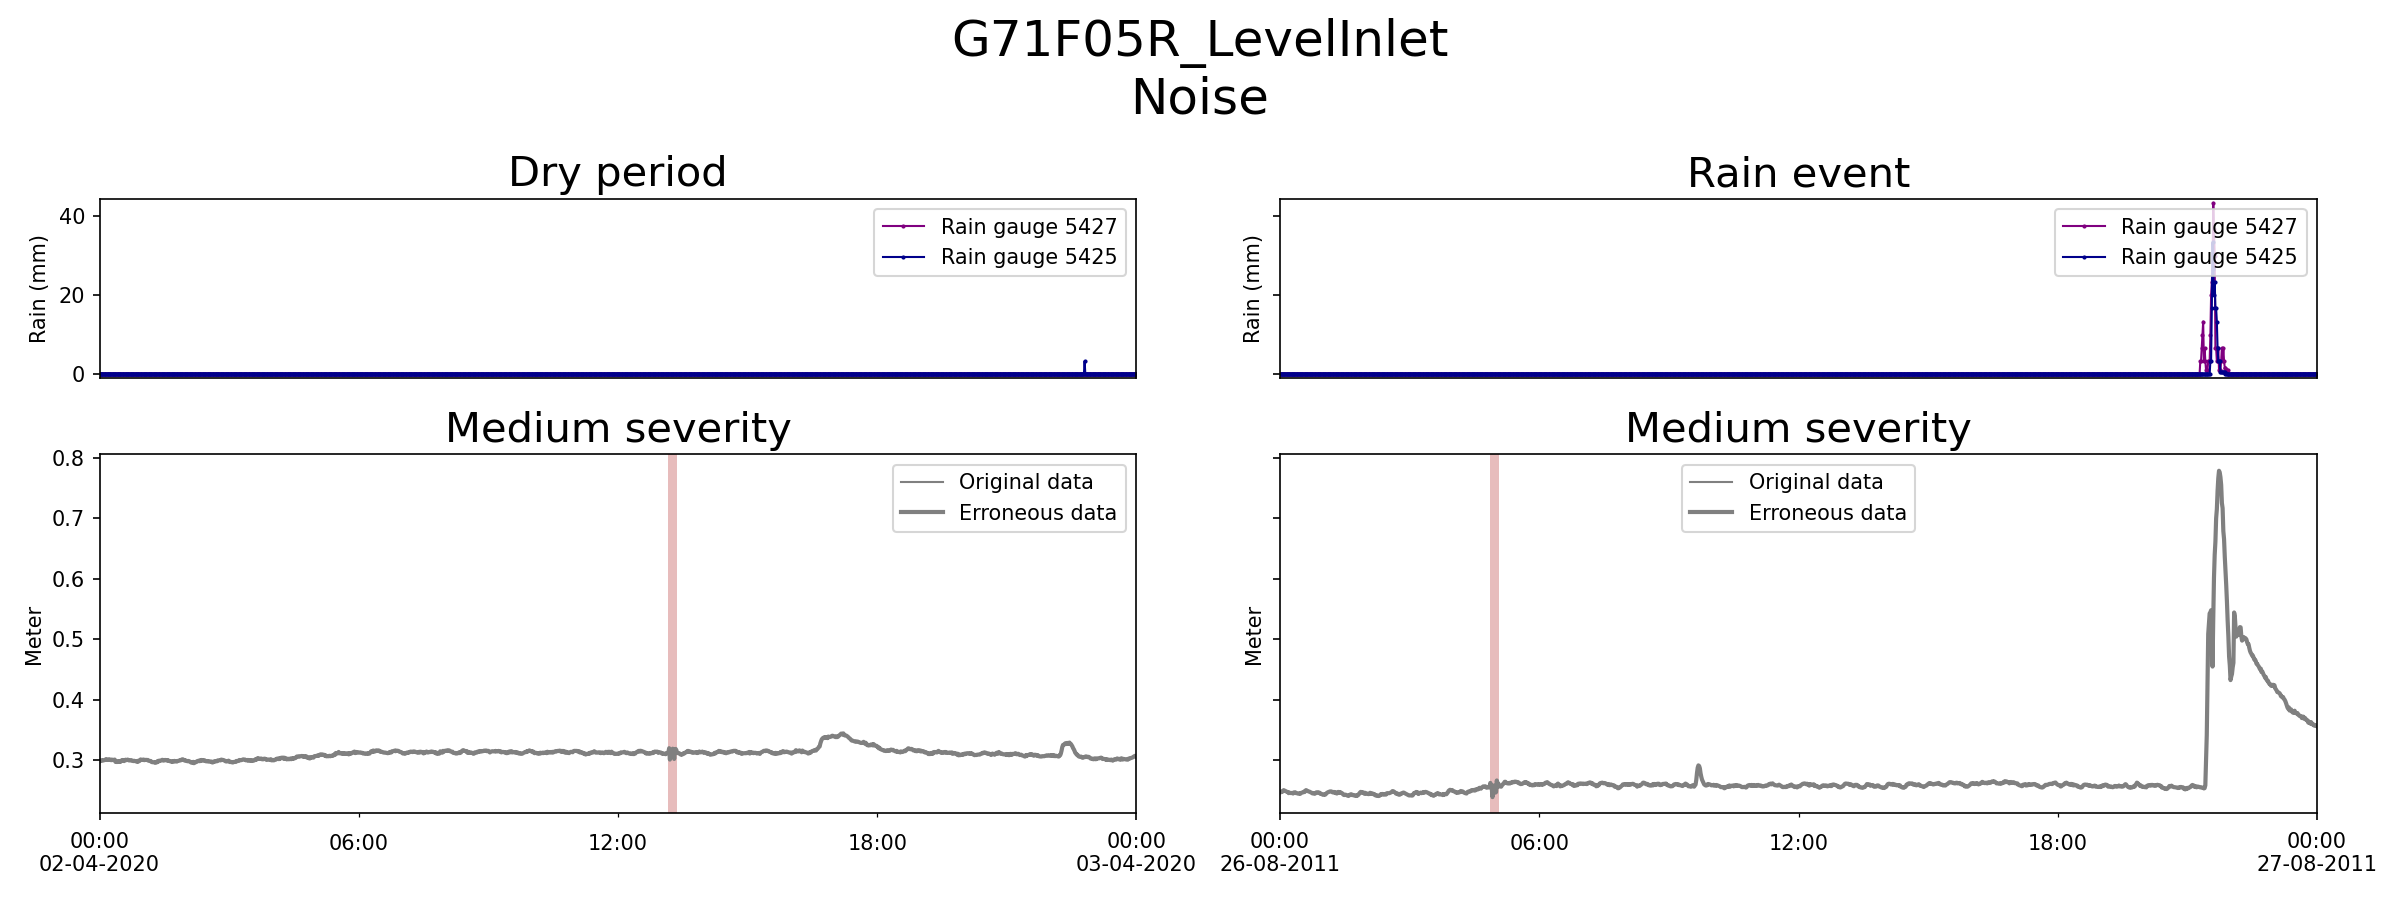 G71F05R_LevelInlet
Noise
Dry period
Rain event
40
20
0
Rain (mm)
Rain gauge 5427
Rain gauge 5425
Rain (mm)
Rain gauge 5427
Rain gauge 5425
Medium severity
Medium severity
0.8
0.7
0.6
0.5
0.4
0.3
Meter
Original data
Erroneous data
Meter
Original data
Erroneous data
00:00
02-04-2020
06:00
12:00
18:00
00:00
03-04-2020
00:00
26-08-2011
06:00
12:00
18:00
00:00
27-08-2011